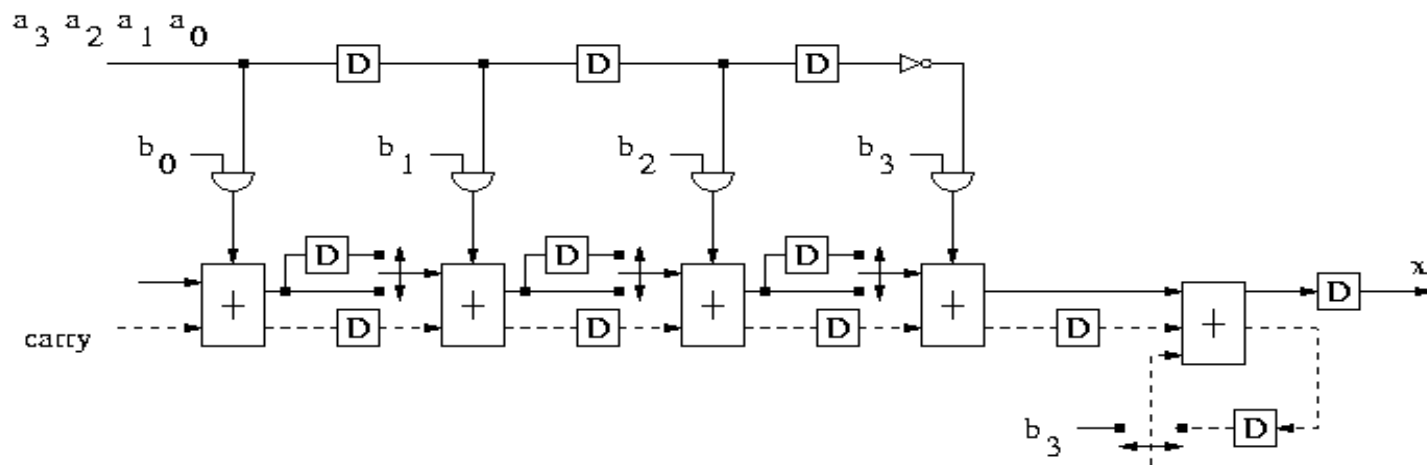 a3 a2 a1 a0
D D D
b0 b1 b2 b3
D D D
+ + + + + D x
carry D D D D
b3 D